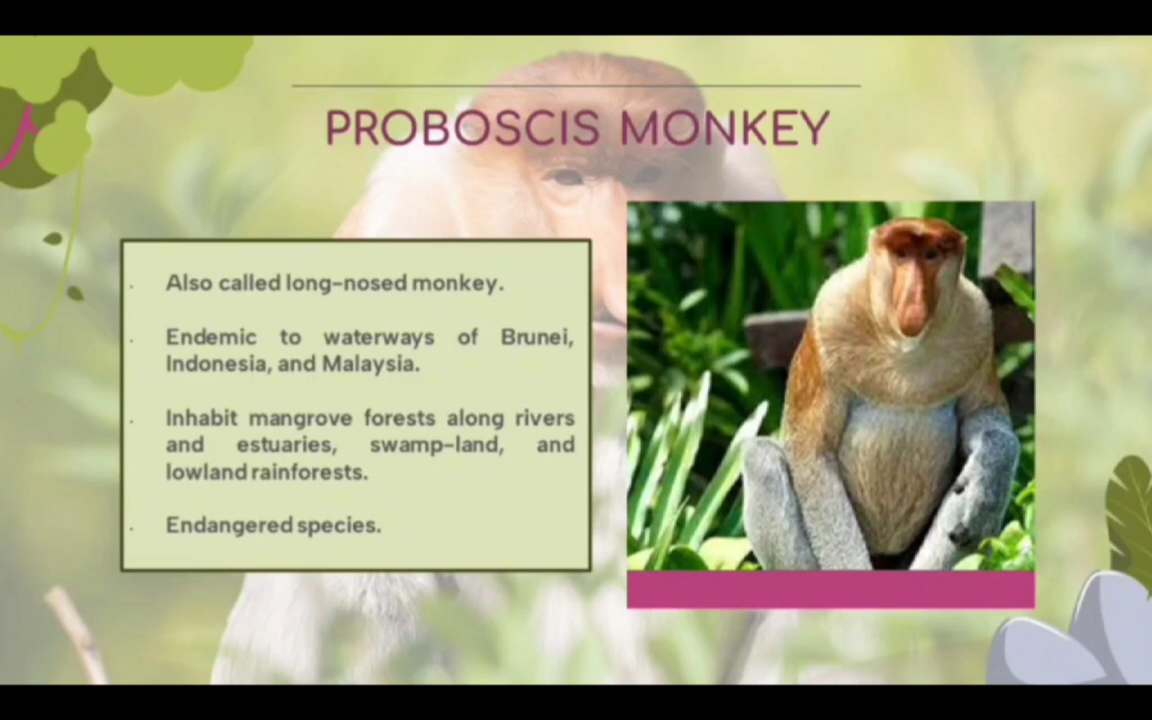 PROBOSCIS MONKEY
Also called long-nosed monkey.
Endemic to waterways of Brunei,
Indonesia, and Malaysia.
Inhabit mangrove forests along rivers
and estuaries, swamp-land, and
lowland rainforests.
Endangered species.